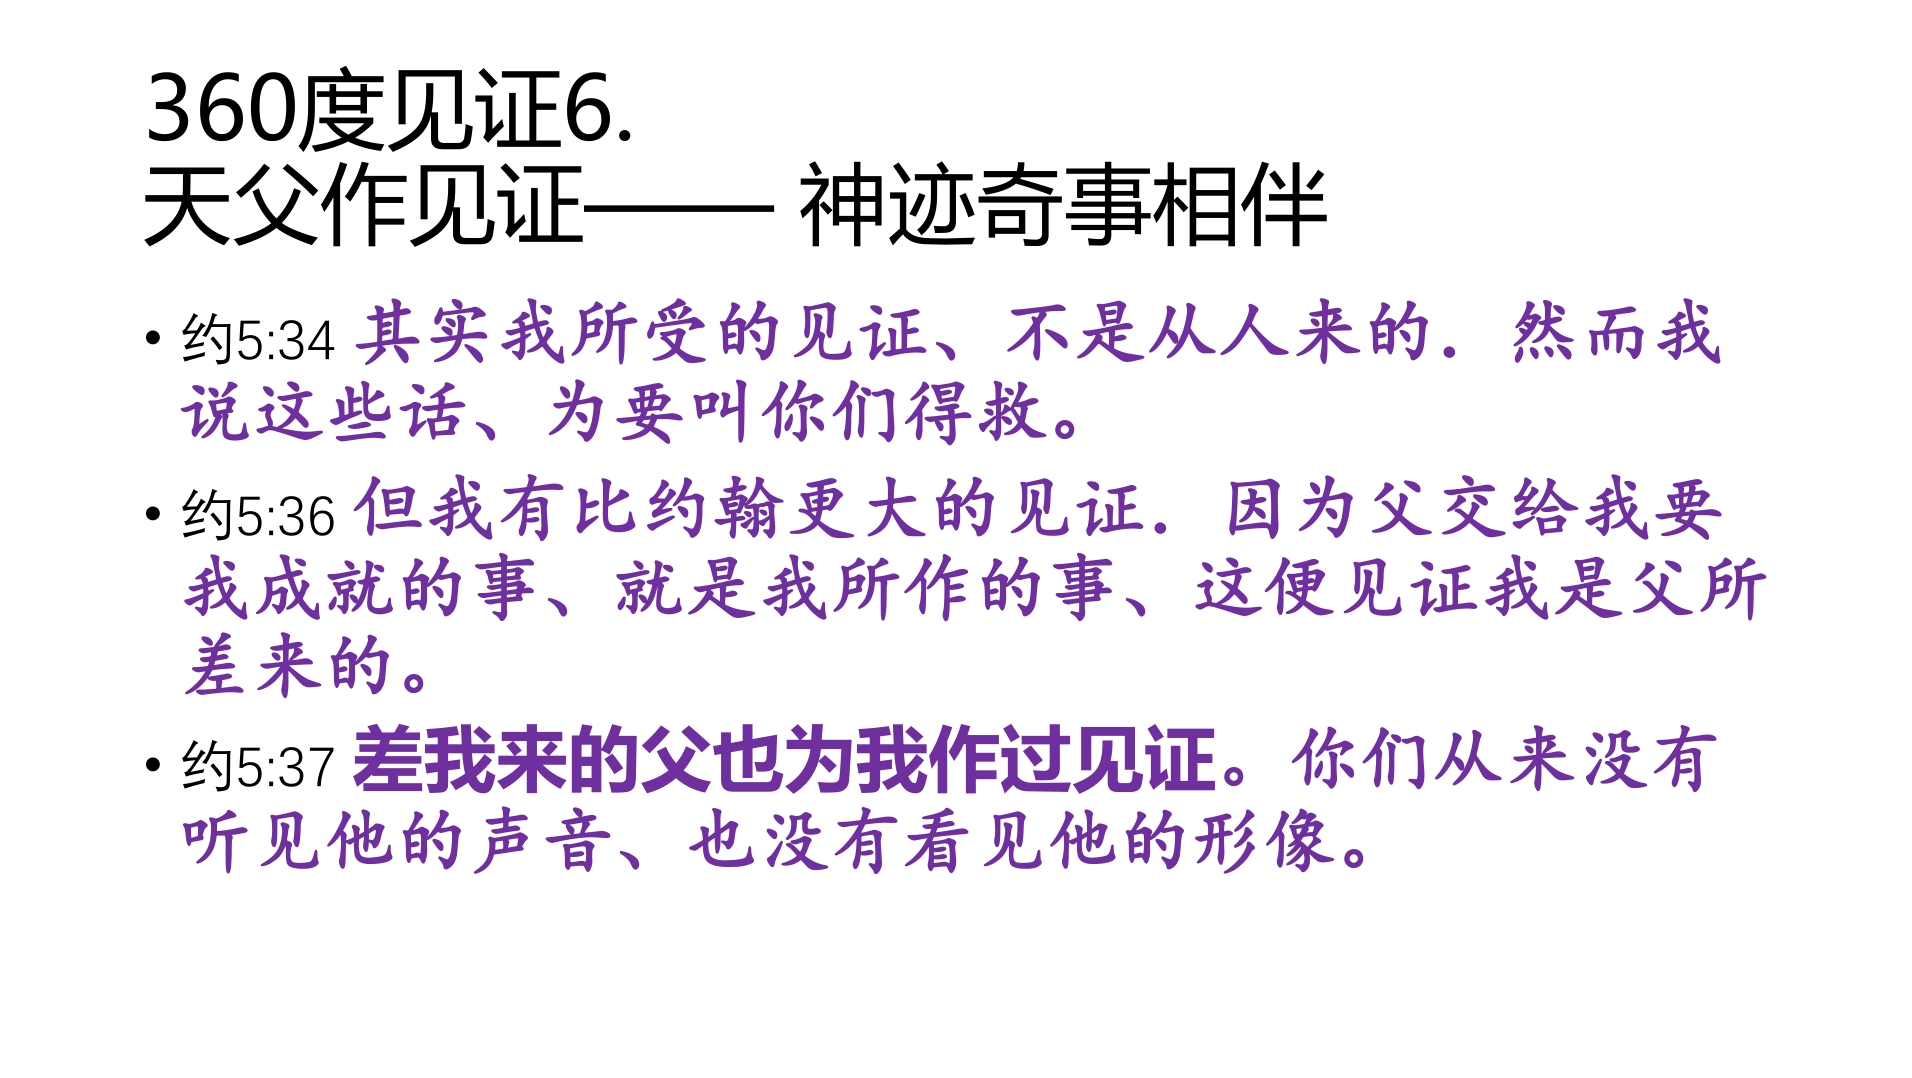 360度见证6.
天父作见证—— 神迹奇事相伴
• 约5:34 其实我所受的见证、不是从人来的．然而我
说这些话、为要叫你们得救。
• 约5:36 但我有比约翰更大的见证．因为父交给我要
我成就的事、就是我所作的事、这便见证我是父所
差来的。
• 约5:37 差我来的父也为我作过见证。你们从来没有
听见他的声音、也没有看见他的形像。